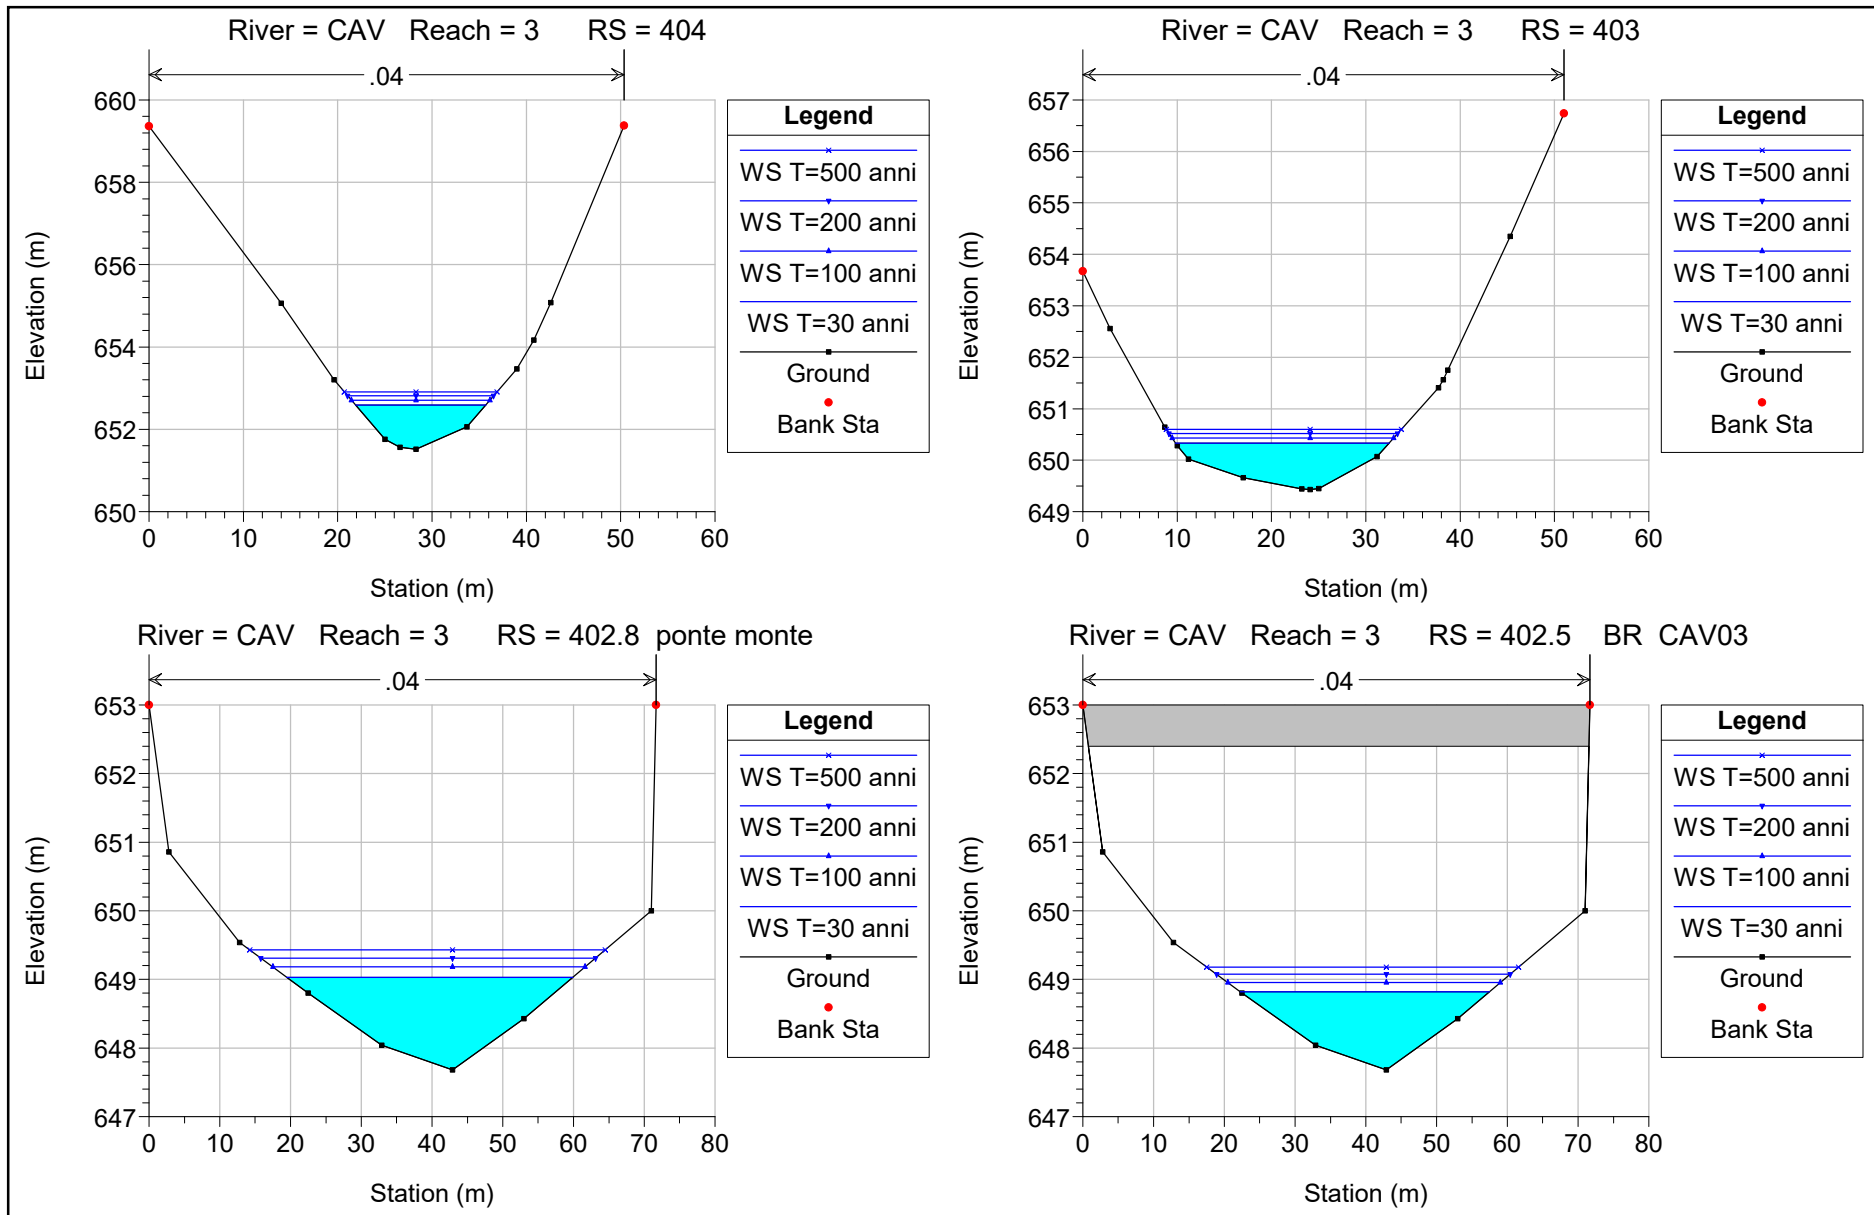 River = CAV Reach = 3 RS = 404
.04
Elevation (m)
660
658
656
654
652
650
0 10 20 30 40 50 60
Station (m)
Legend
WS T=500 anni
WS T=200 anni
WS T=100 anni
WS T=30 anni
Ground
Bank Sta
River = CAV Reach = 3 RS = 403
.04
Elevation (m)
657
656
655
654
653
652
651
650
649
0 10 20 30 40 50 60
Station (m)
Legend
WS T=500 anni
WS T=200 anni
WS T=100 anni
WS T=30 anni
Ground
Bank Sta
River = CAV Reach = 3 RS = 402.8 ponte monte
.04
Elevation (m)
653
652
651
650
649
648
647
0 10 20 30 40 50 60 70 80
Station (m)
Legend
WS T=500 anni
WS T=200 anni
WS T=100 anni
WS T=30 anni
Ground
Bank Sta
River = CAV Reach = 3 RS = 402.5 BR CAV03
.04
Elevation (m)
653
652
651
650
649
648
647
0 10 20 30 40 50 60 70 80
Station (m)
Legend
WS T=500 anni
WS T=200 anni
WS T=100 anni
WS T=30 anni
Ground
Bank Sta